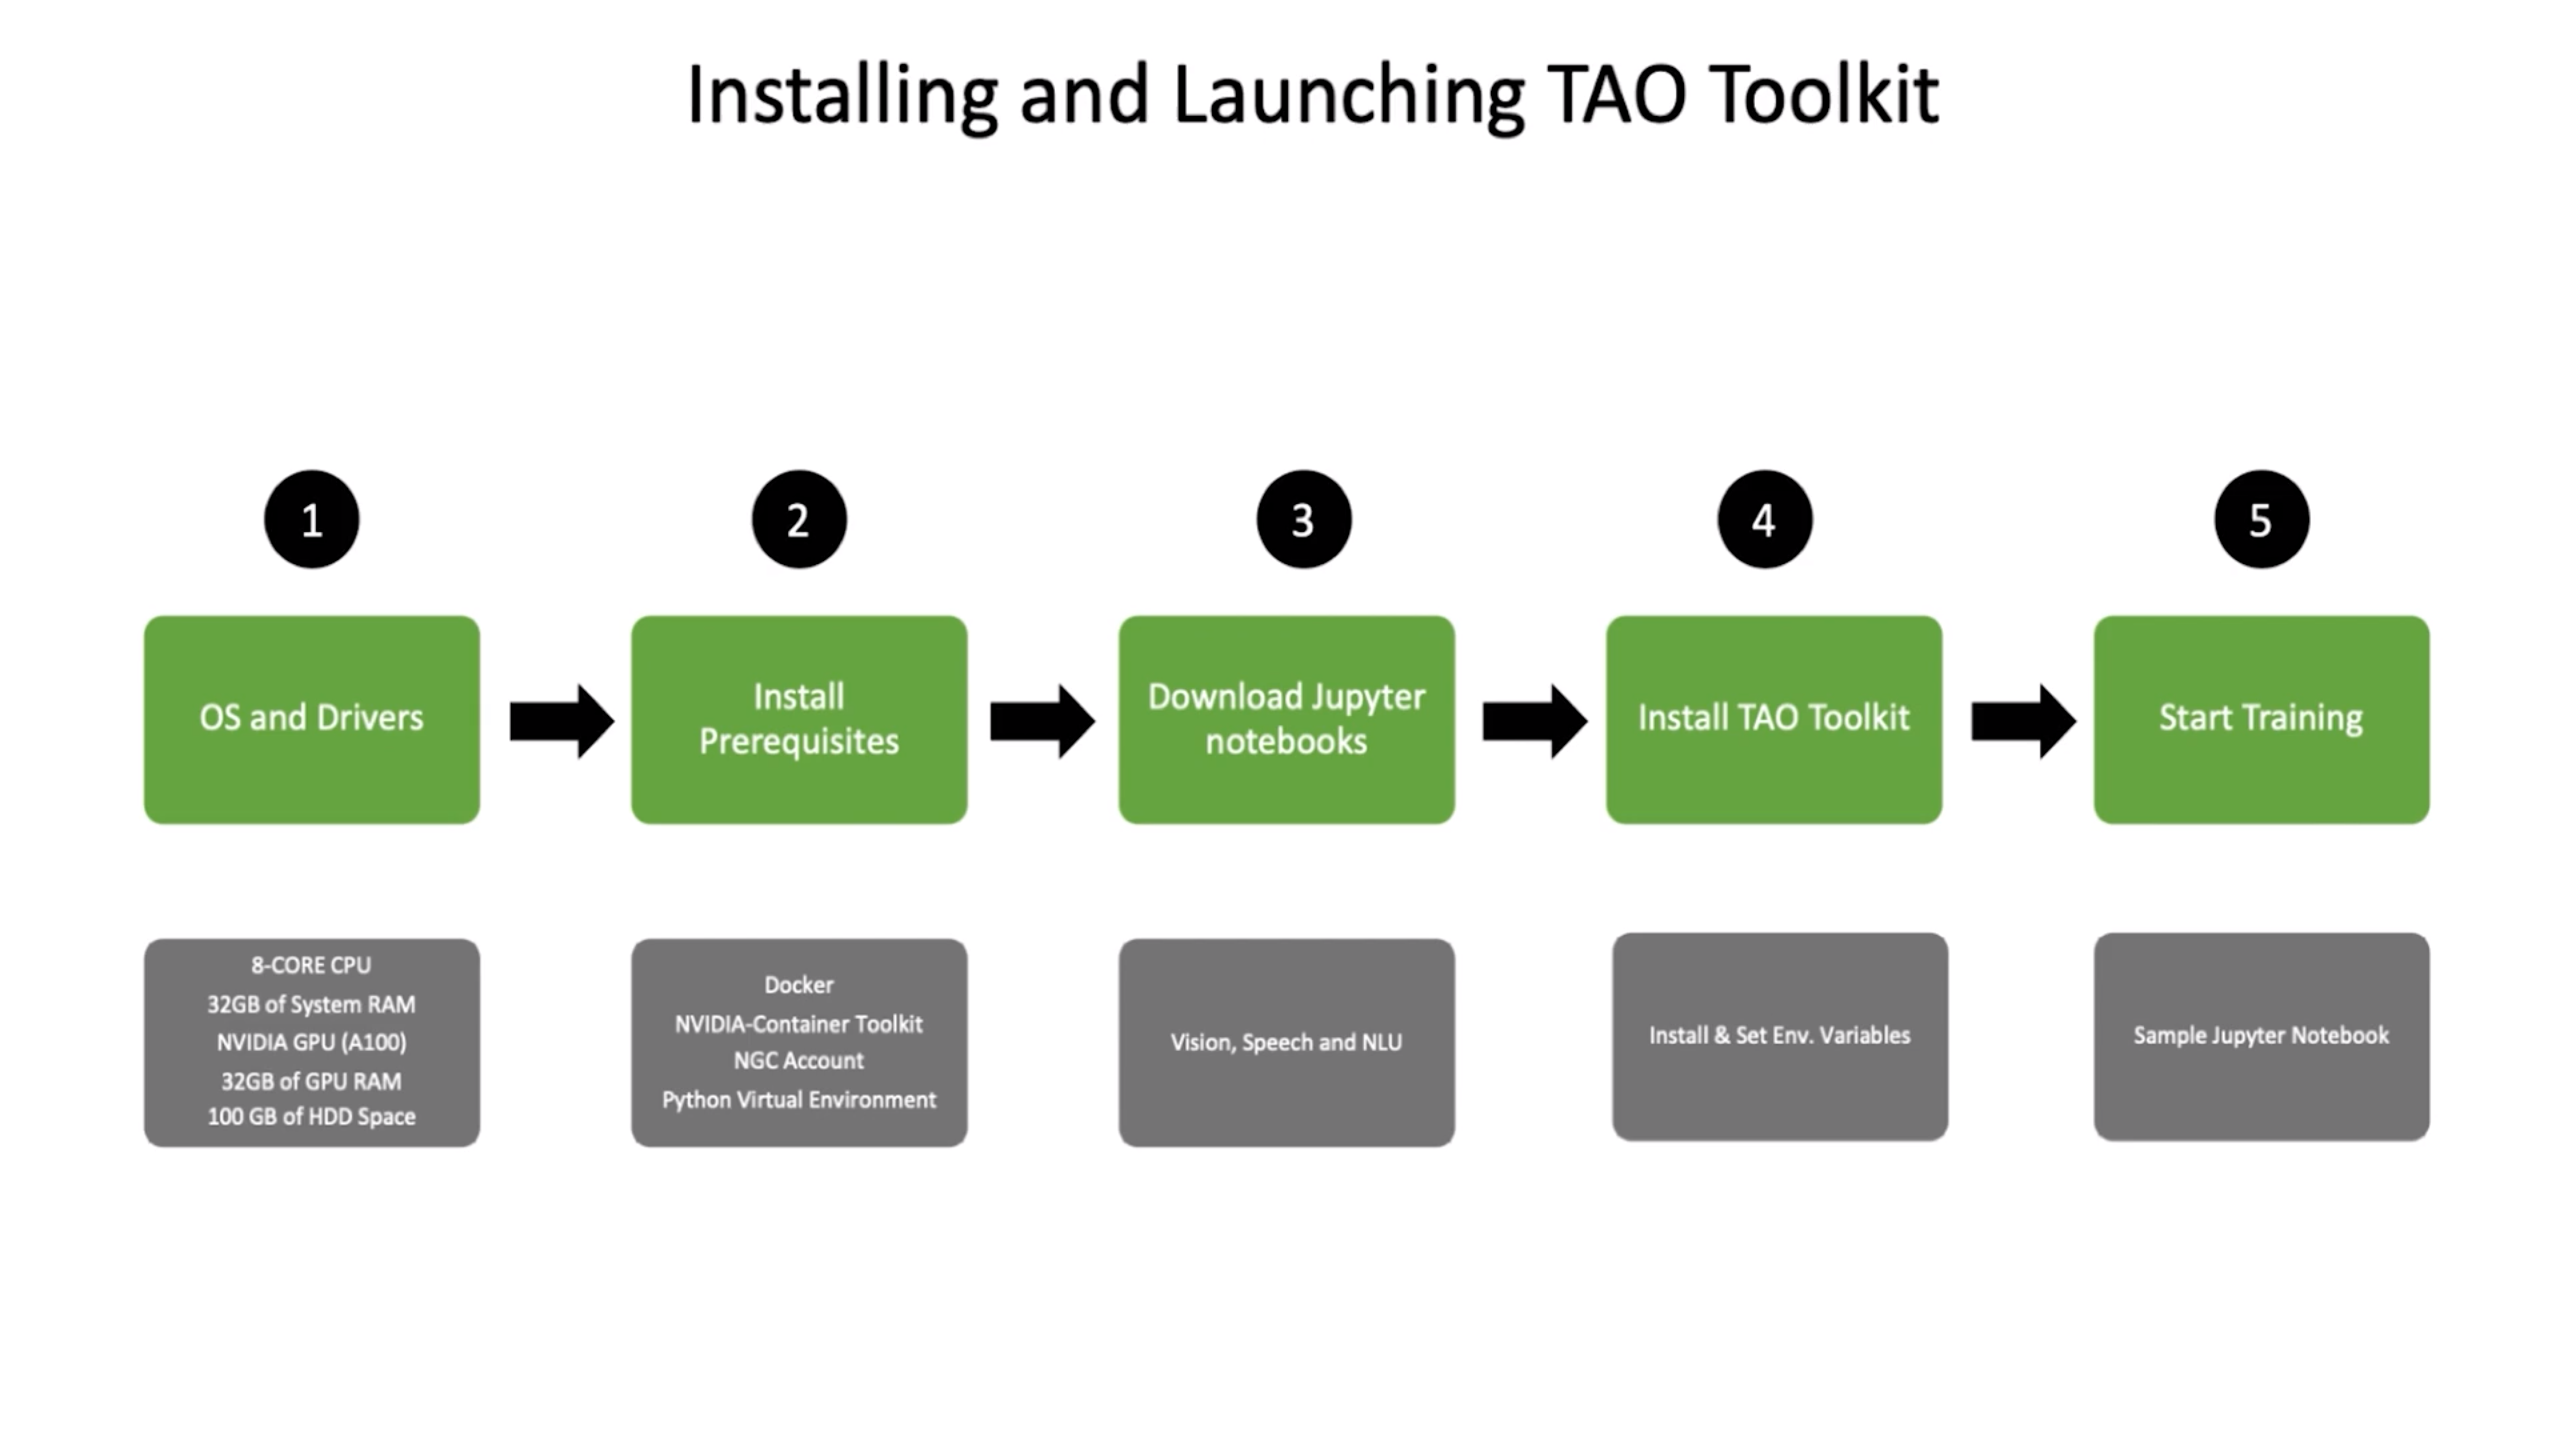 Installing and Launching TAO Toolkit
1
2
3
4
5
OS and Drivers
Install
Prerequisites
Download Jupyter
notebooks
Install TAO Toolkit
Start Training
8-CORE CPU
32GB of System RAM
NVIDIA GPU (A100)
32GB of GPU RAM
100 GB of HDD Space
Docker
NVIDIA-Container Toolkit
NGC Account
Python Virtual Environment
Vision, Speech and NLU
Install & Set Env. Variables
Sample Jupyter Notebook